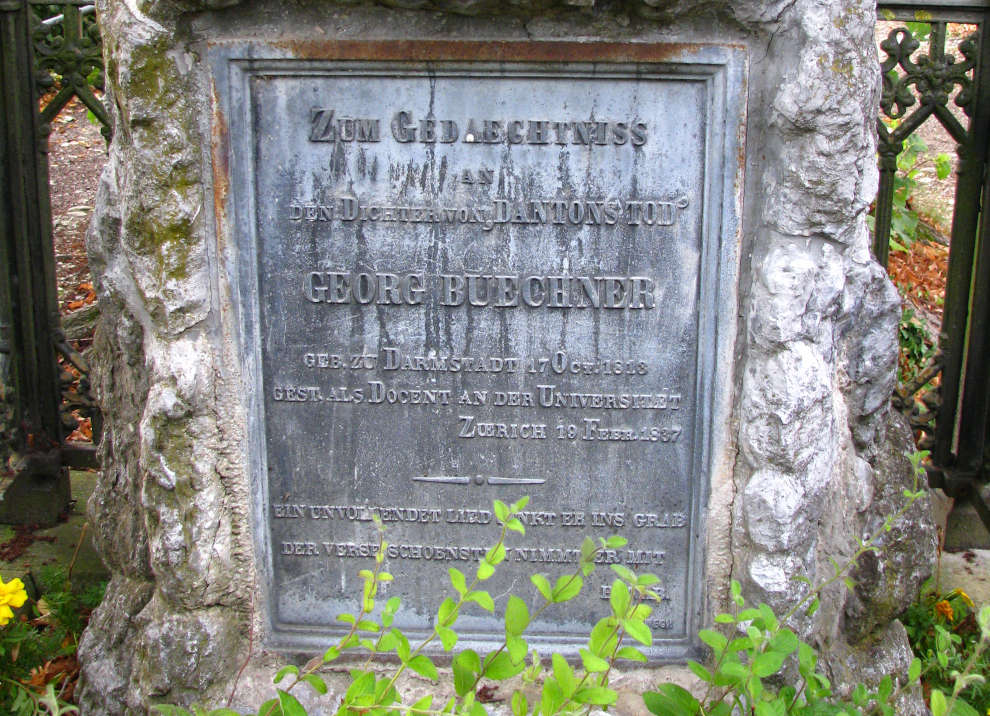 ZUM GEDAECHTNISS
AN
DEN DICHTER VON „DANTONS TOD“
GEORG BUECHNER
GEB. ZU DARMSTADT 17 OCT. 1813
GEST. ALS DOCENT AN DER UNIVERSITÆT
ZUERICH 19 FEBR. 1837
EIN UNVOLLENDET LIED SINKT ER INS GRAB
DER VERSE SCHOENSTEN NIMMT ER MIT